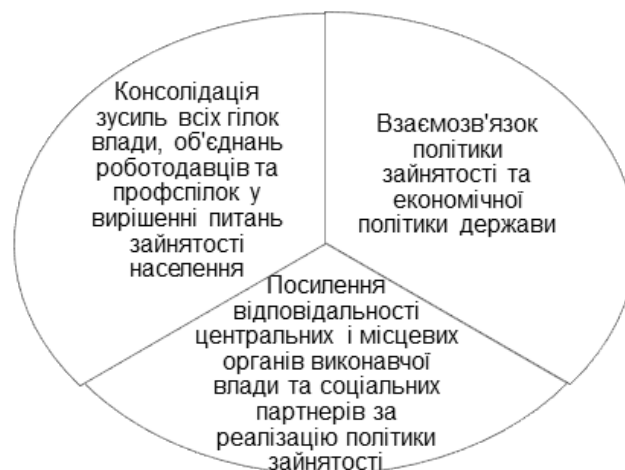 Консолідація
зусиль всіх гілок
влади, об'єднань
роботодавців та
профспілок у
вирішенні питань
зайнятості
населення
Взаємозв'язок
політики
зайнятості та
економічної
політики держави
Посилення
відповідальності
центральних і місцевих
органів виконавчої
влади та соціальних
партнерів за
реалізацію політики
зайнятості